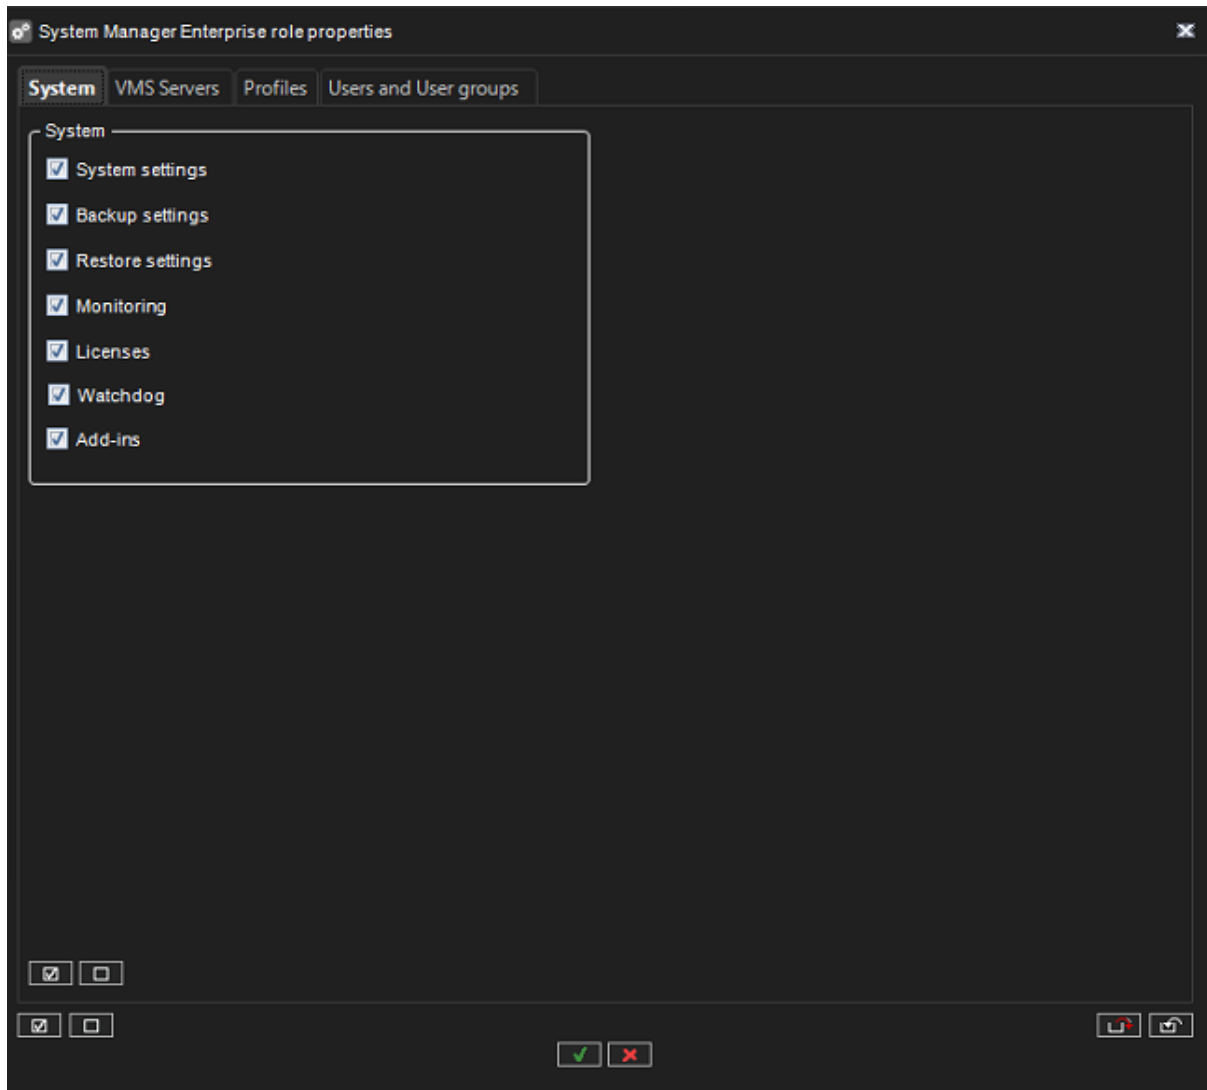 System Manager Enterprise role properties
System VMS Servers Profiles Users and User groups
System
System settings
Backup settings
Restore settings
Monitoring
Licenses
Watchdog
Add-ins